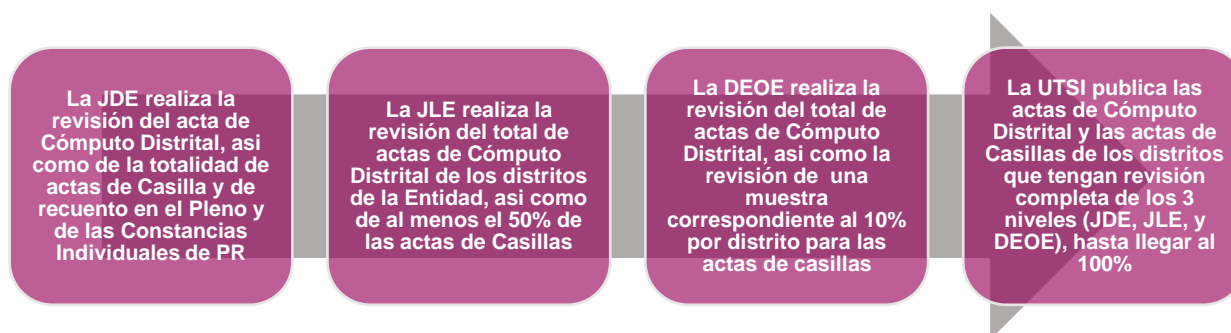 La JDE realiza la
revisión del acta de
Cómputo Distrital, asi
como de la totalidad de
actas de Casilla y de
recuento en el Pleno y
de las Constancias
Individuales de PR
La JLE realiza la
revisión del total de
actas de Cómputo
Distrital de los distritos
de la Entidad, asi como
de al menos el 50% de
las actas de Casillas
La DEOE realiza la
revisión del total de
actas de Cómputo
Distrital, asi como la
revisión de una
muestra
correspondiente al 10%
por distrito para las
actas de casillas
La UTSI publica las
actas de Cómputo
Distrital y las actas de
Casillas de los distritos
que tengan revisión
completa de los 3
niveles (JDE, JLE, y
DEOE), hasta llegar al
100%